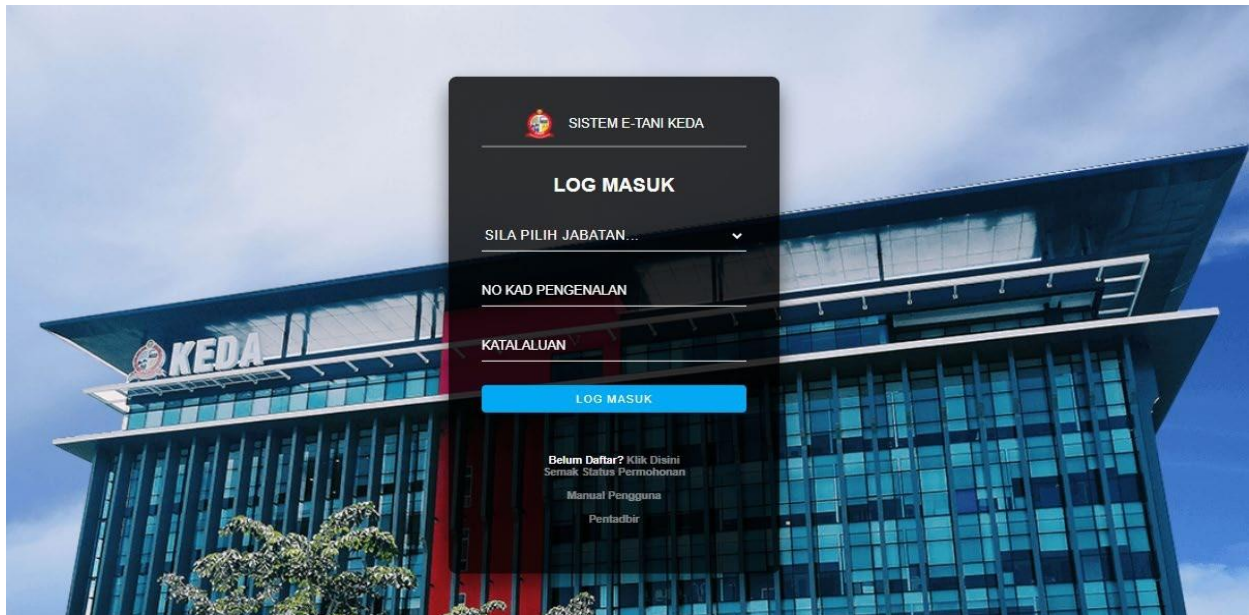 SISTEM E-TANI KEDA
LOG MASUK
SILA PILIH JABATAN...
NO KAD PENGENALAN
KEDA
KATALALUAN
LOG MASUK
Belum Daftar? Klik Disini
Semak Status Permohonan
Manual Pengguna
Pentadbir